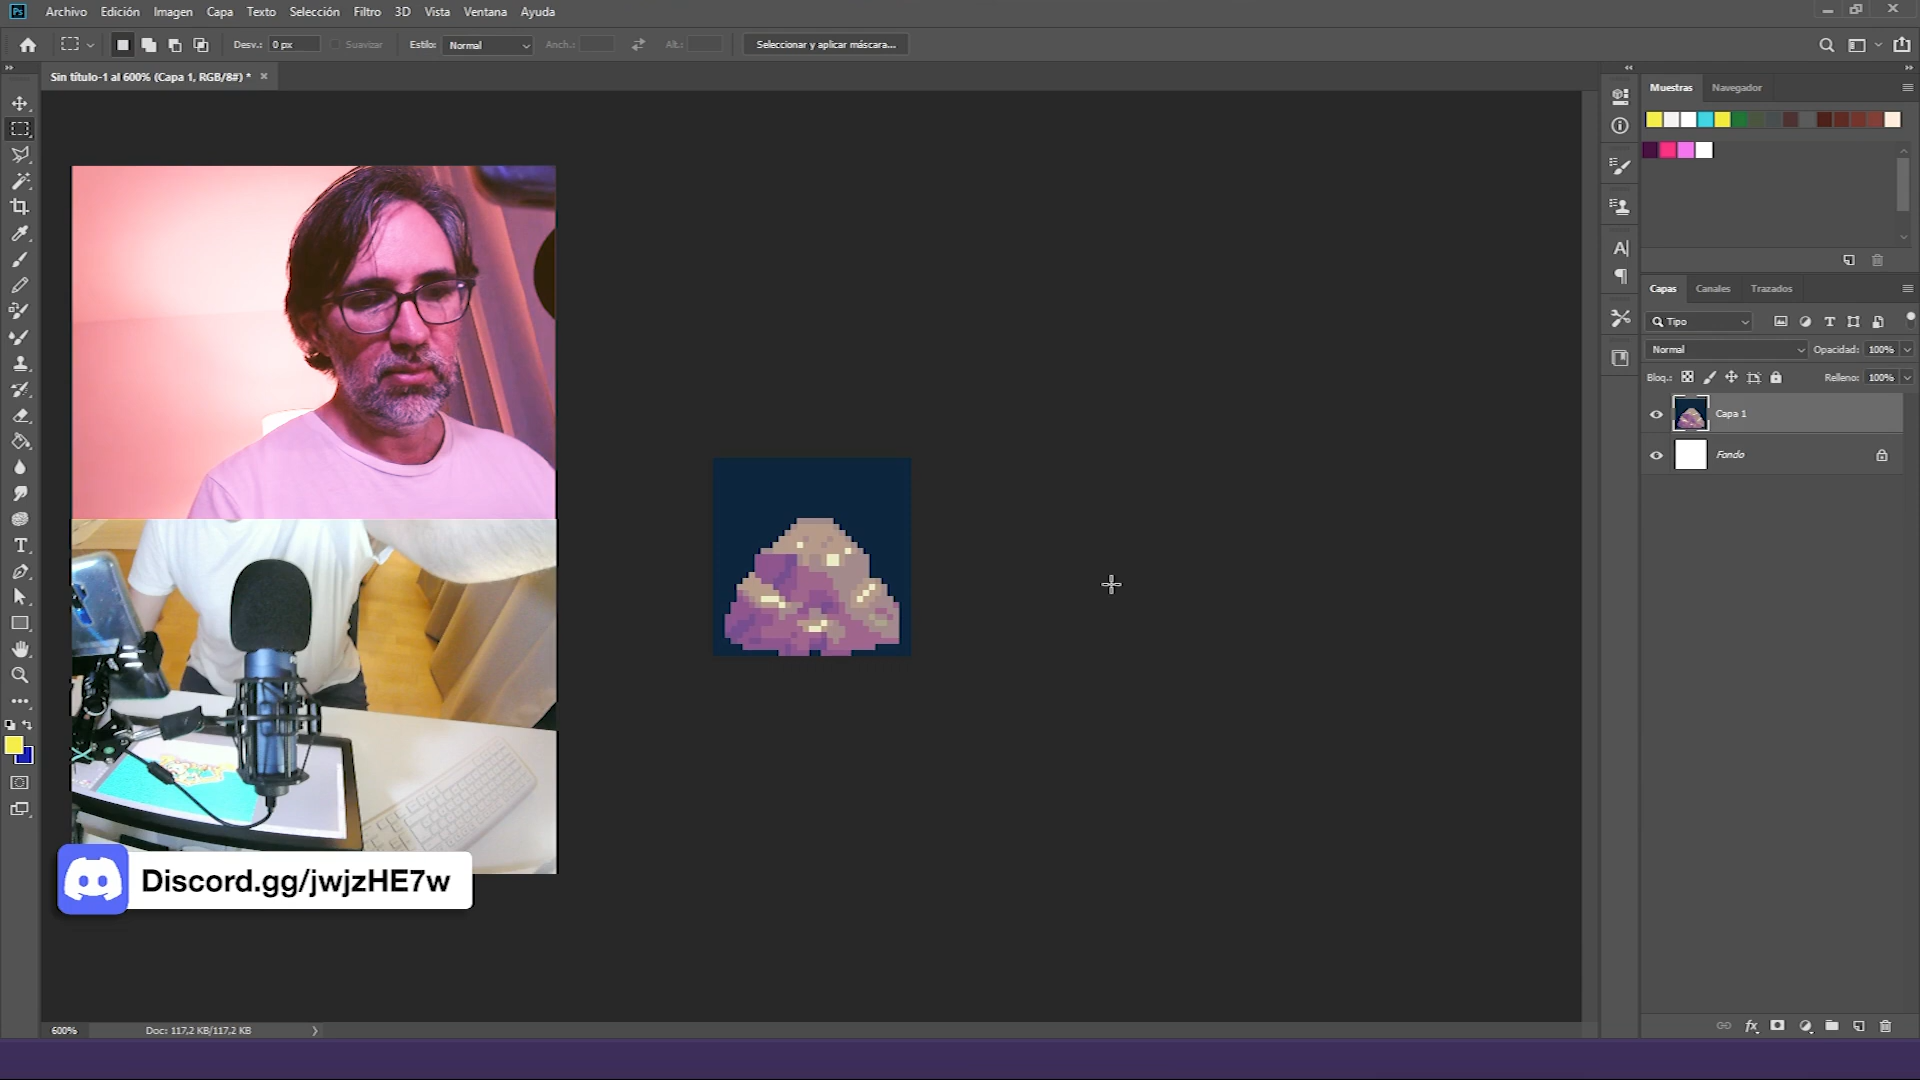 Ps Archivo Edición Imagen Capa Texto Selección Filtro 3D Vista Ventana Ayuda
Desv.: 0 px Suavizar Estilo: Normal Anch.: Alt.: Seleccionar y aplicar máscara...
Sin título-1 al 600% (Capa 1, RGB/8#) *
Muestras Navegador
Capas Canales Trazados
Tipo
Normal Opacidad: 100%
Bloq.: Relleno: 100%
Capa 1
Fondo
Discord.gg/jwjzHE7w
600% Doc: 117,2 KB/117,2 KB